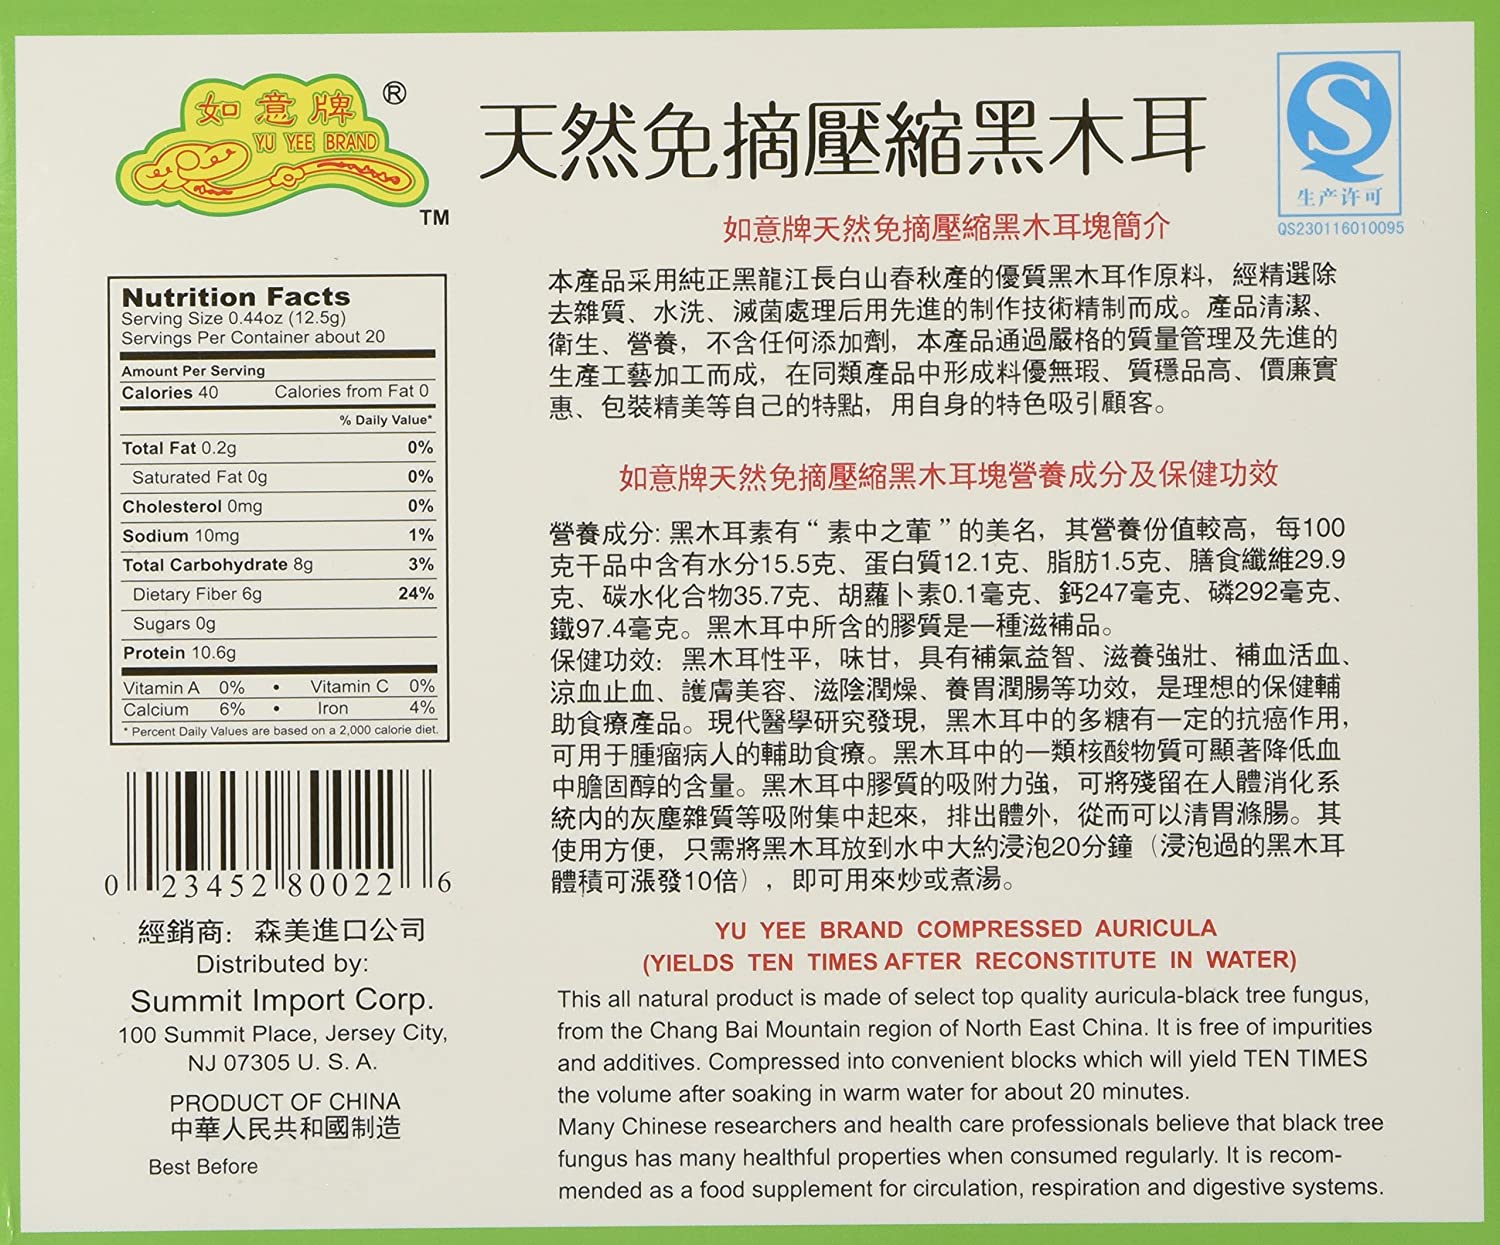 如意牌 ®
YU YEE BRAND
TM
天然免摘壓縮黑木耳
生产许可
QS230116010095
如意牌天然免摘壓縮黑木耳塊簡介
本產品采用純正黑龍江長白山春秋產的優質黑木耳作原料，經精選除
去雜質、水洗、滅菌處理后用先進的制作技術精制而成。產品清潔、
衛生、營養，不含任何添加劑，本產品通過嚴格的質量管理及先進的
生產工藝加工而成，在同類產品中形成料優無瑕、質穩品高、價廉實
惠、包裝精美等自己的特點，用自身的特色吸引顧客。
如意牌天然免摘壓縮黑木耳塊營養成分及保健功效
營養成分: 黑木耳素有“素中之葷”的美名，其營養份值較高，每100
克干品中含有水分15.5克、蛋白質12.1克、脂肪1.5克、膳食纖維29.9
克、碳水化合物35.7克、胡蘿卜素0.1毫克、鈣247毫克、磷292毫克、
鐵97.4毫克。黑木耳中所含的膠質是一種滋補品。
保健功效：黑木耳性平，味甘，具有補氣益智、滋養強壯、補血活血、
涼血止血、護膚美容、滋陰潤燥、養胃潤腸等功效，是理想的保健輔
助食療產品。現代醫學研究發現，黑木耳中的多糖有一定的抗癌作用，
可用于腫瘤病人的輔助食療。黑木耳中的一類核酸物質可顯著降低血
中膽固醇的含量。黑木耳中膠質的吸附力強，可將殘留在人體消化系
統内的灰塵雜質等吸附集中起來，排出體外，從而可以清胃滌腸。其
使用方便，只需將黑木耳放到水中大約浸泡20分鐘（浸泡過的黑木耳
體積可漲發10倍），即可用來炒或煮湯。
YU YEE BRAND COMPRESSED AURICULA
(YIELDS TEN TIMES AFTER RECONSTITUTE IN WATER)
This all natural product is made of select top quality auricula-black tree fungus,
from the Chang Bai Mountain region of North East China. It is free of impurities
and additives. Compressed into convenient blocks which will yield TEN TIMES
the volume after soaking in warm water for about 20 minutes.
Many Chinese researchers and health care professionals believe that black tree
fungus has many healthful properties when consumed regularly. It is recom-
mended as a food supplement for circulation, respiration and digestive systems.
Nutrition Facts
Serving Size 0.44oz (12.5g)
Servings Per Container about 20
Amount Per Serving
Calories 40 Calories from Fat 0
% Daily Value*
Total Fat 0.2g 0%
Saturated Fat 0g 0%
Cholesterol 0mg 0%
Sodium 10mg 1%
Total Carbohydrate 8g 3%
Dietary Fiber 6g 24%
Sugars 0g
Protein 10.6g
Vitamin A 0% • Vitamin C 0%
Calcium 6% • Iron 4%
* Percent Daily Values are based on a 2,000 calorie diet.
0 23452 80022 6
經銷商：森美進口公司
Distributed by:
Summit Import Corp.
100 Summit Place, Jersey City,
NJ 07305 U. S. A.
PRODUCT OF CHINA
中華人民共和國制造
Best Before